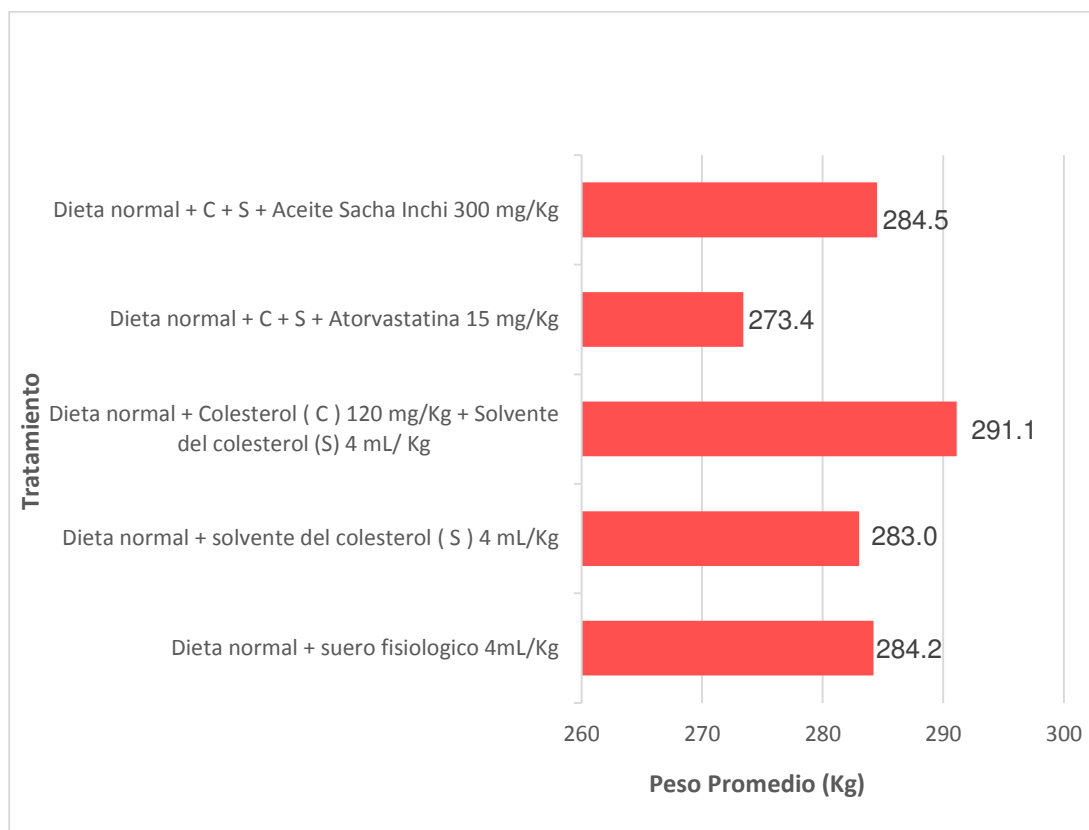 Dieta normal + C + S + Aceite Sacha Inchi 300 mg/Kg
284.5
Dieta normal + C + S + Atorvastatina 15 mg/Kg
273.4
Tratamiento
Dieta normal + Colesterol ( C ) 120 mg/Kg + Solvente
del colesterol (S) 4 mL/ Kg
291.1
Dieta normal + solvente del colesterol ( S ) 4 mL/Kg
283.0
Dieta normal + suero fisiologico 4mL/Kg
284.2
260 270 280 290 300
Peso Promedio (Kg)